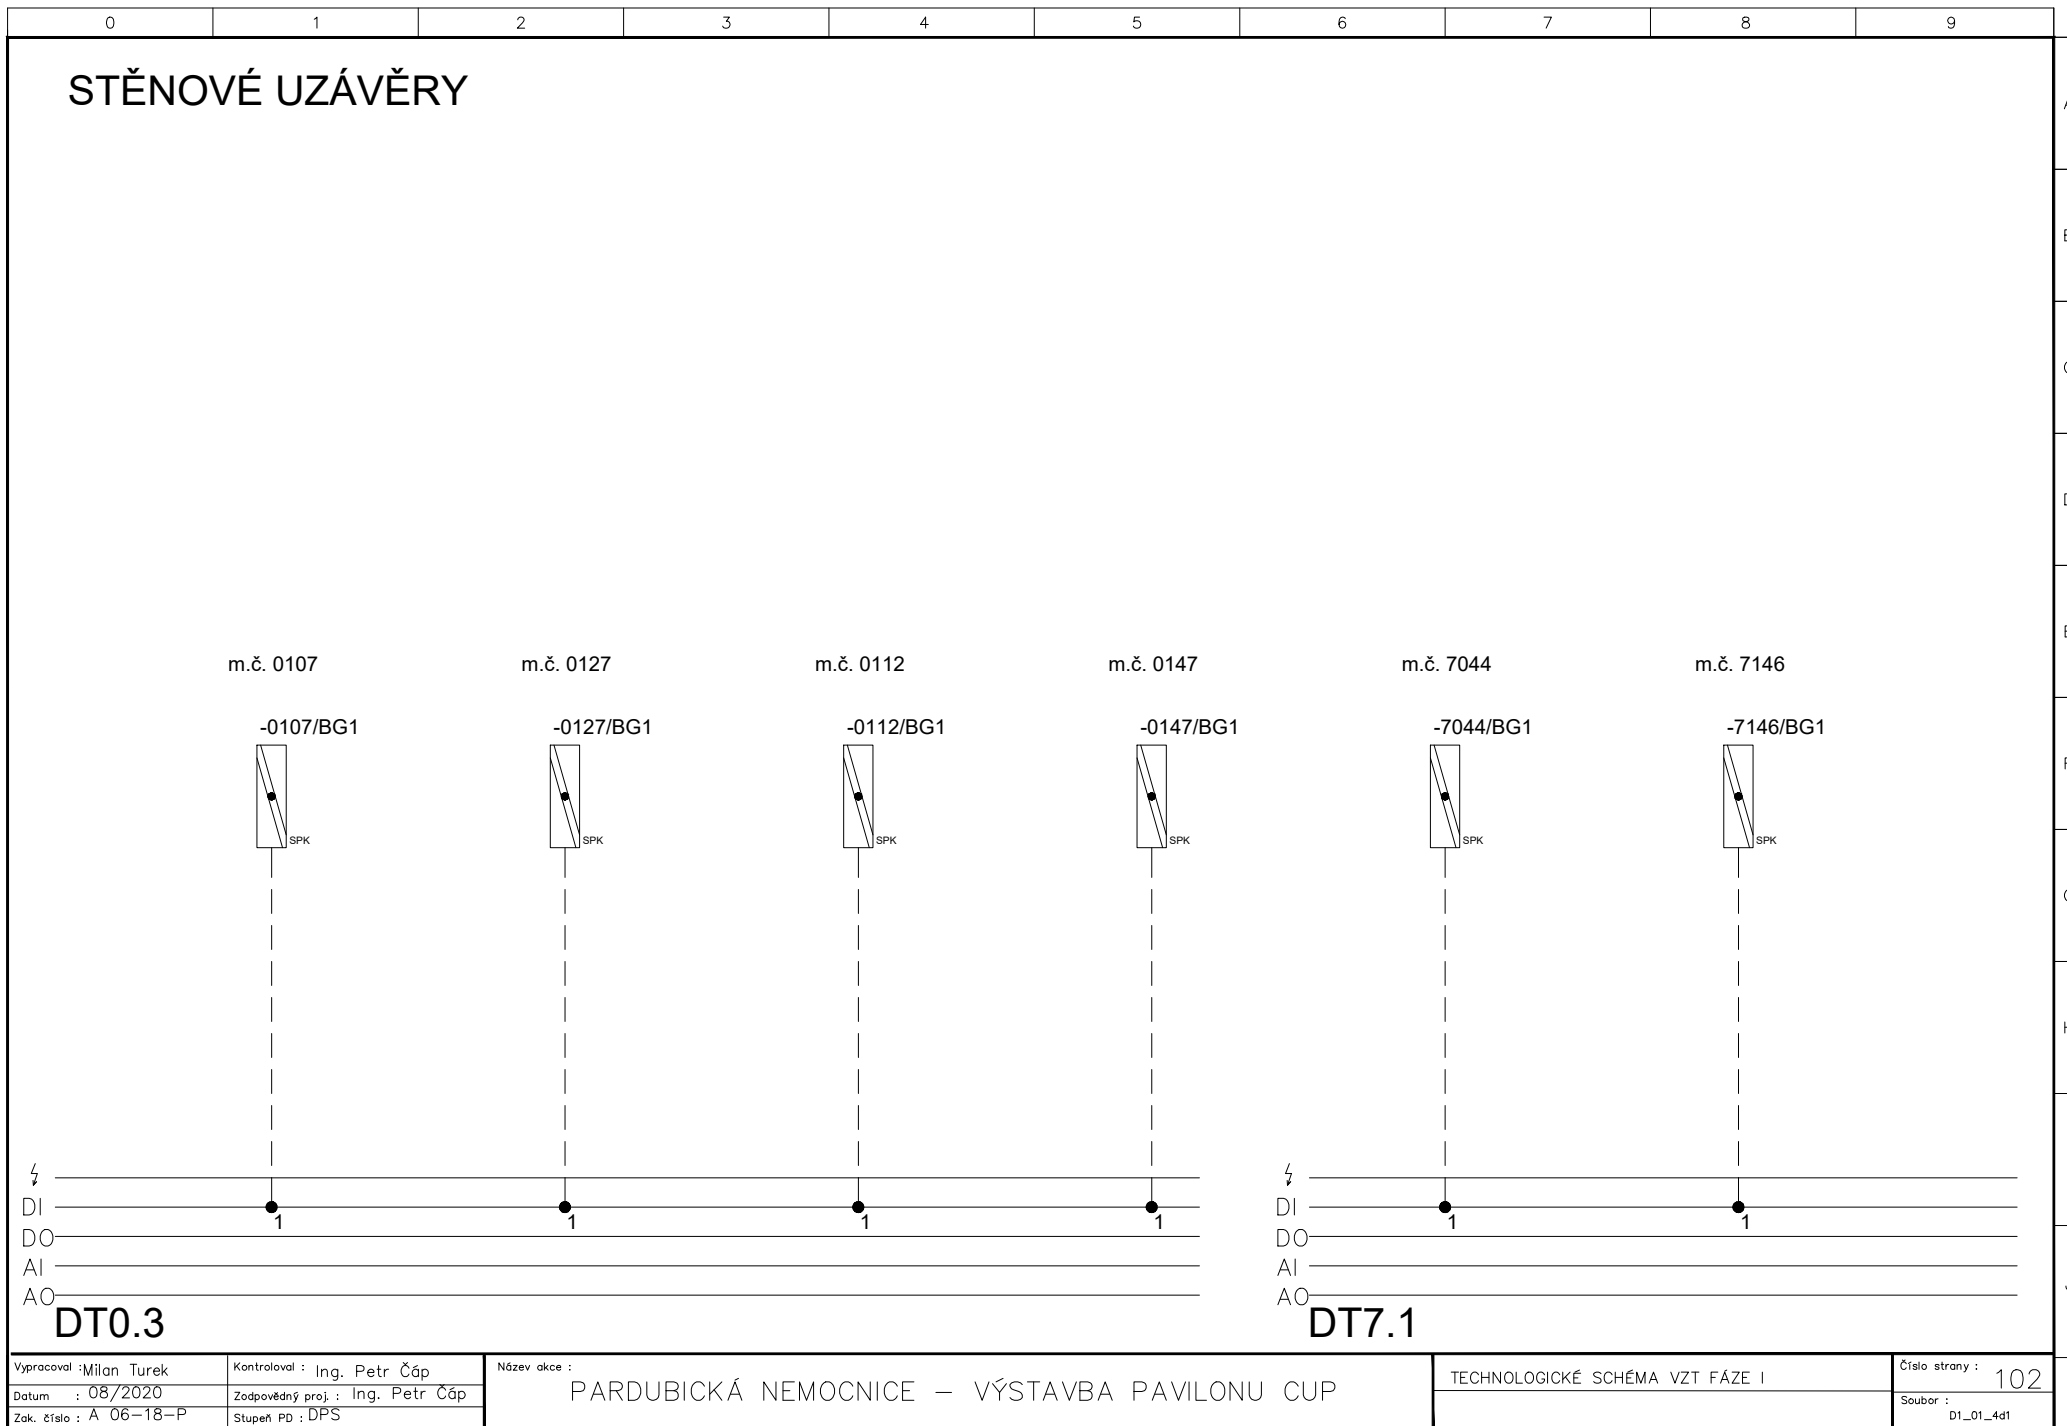 0 1 2 3 4 5 6 7 8 9
STĚNOVÉ UZÁVĚRY
m.č. 0107 m.č. 0127 m.č. 0112 m.č. 0147 m.č. 7044 m.č. 7146
-0107/BG1 -0127/BG1 -0112/BG1 -0147/BG1 -7044/BG1 -7146/BG1
SPK SPK SPK SPK SPK SPK
DI DI
1 1 1 1 1 1
DO DO
AI AI
AO AO
DT0.3 DT7.1
Vypracoval : Milan Turek
Datum : 08/2020
Zak. číslo : A 06-18-P
Kontroloval : Ing. Petr Čáp
Zodpovědný proj. : Ing. Petr Čáp
Stupeň PD : DPS
Název akce :
PARDUBICKÁ NEMOCNICE – VÝSTAVBA PAVILONU CUP
TECHNOLOGICKÉ SCHÉMA VZT FÁZE I
Číslo strany : 102
Soubor :
D1_01_4d1